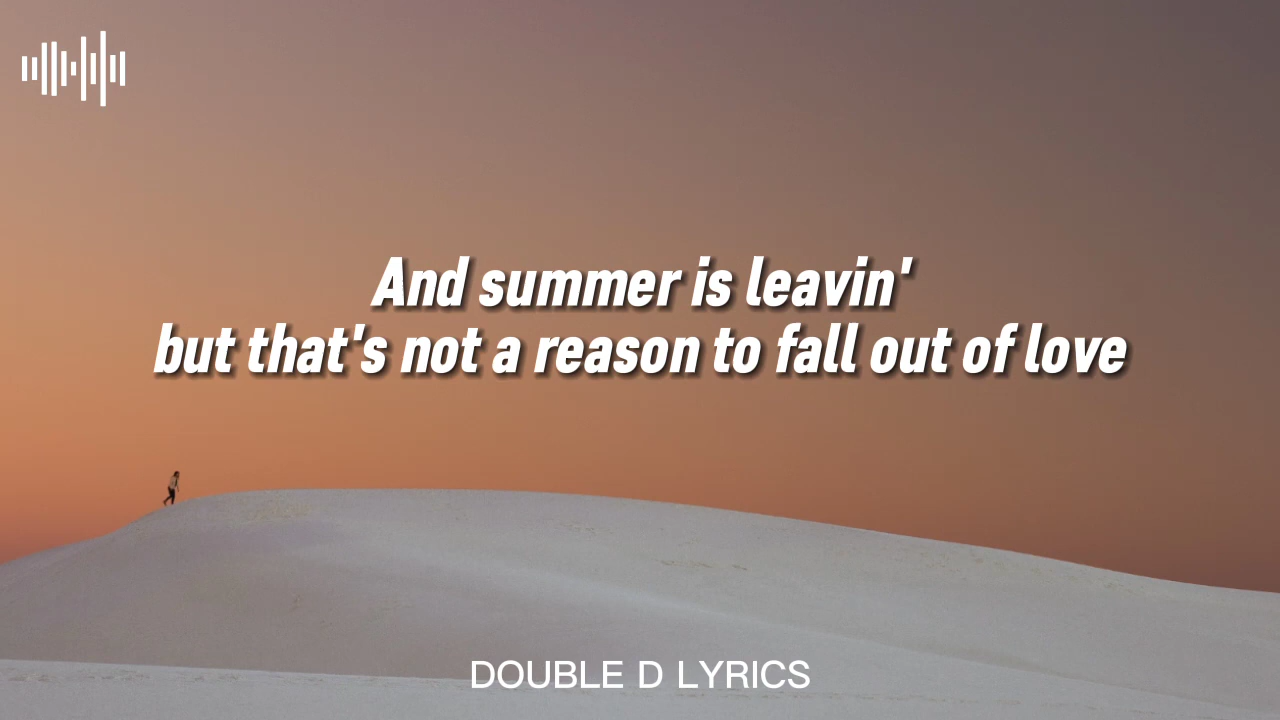 And summer is leavin'
but that's not a reason to fall out of love
DOUBLE D LYRICS